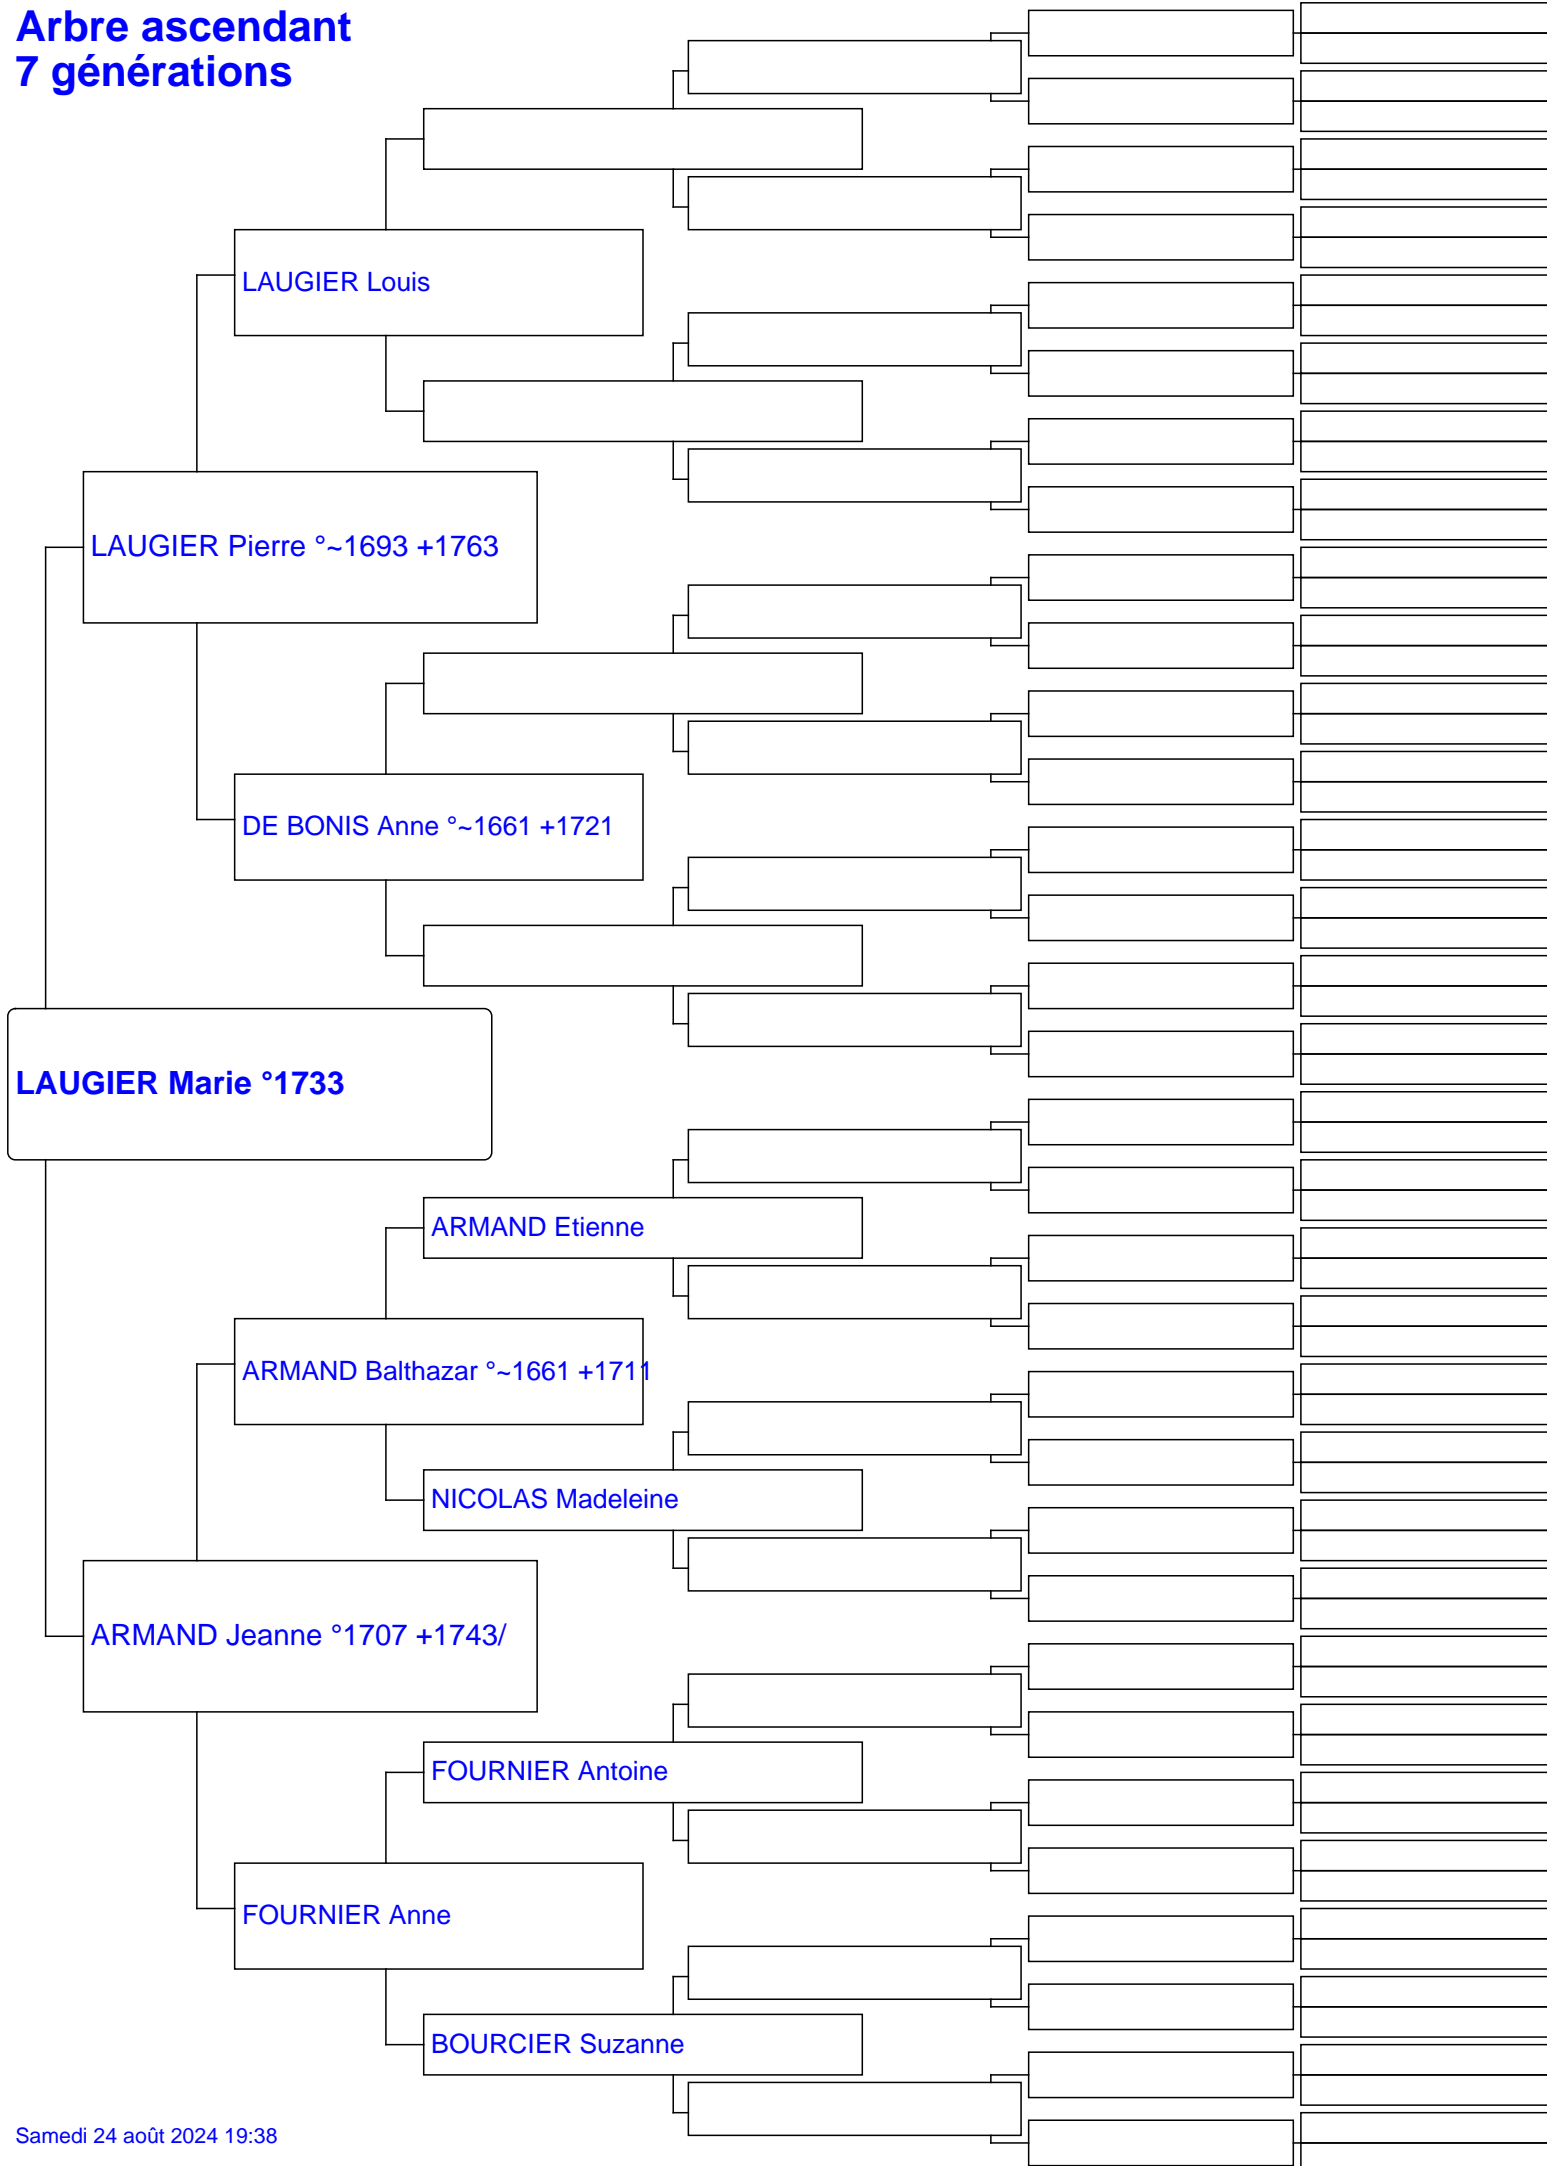 Arbre ascendant
7 générations
LAUGIER Louis
LAUGIER Pierre °~1693 +1763
DE BONIS Anne °~1661 +1721
LAUGIER Marie °1733
ARMAND Etienne
ARMAND Balthazar °~1661 +1711
NICOLAS Madeleine
ARMAND Jeanne °1707 +1743/
FOURNIER Antoine
FOURNIER Anne
BOURCIER Suzanne
Samedi 24 août 2024 19:38